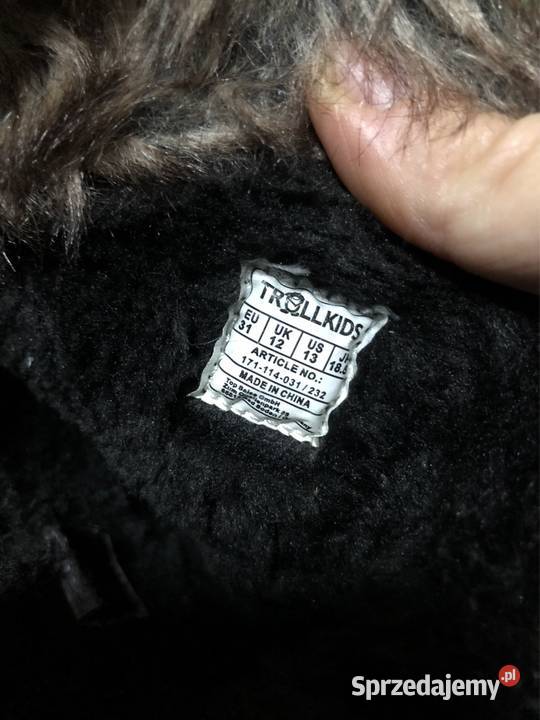 TROLLKIDS
EU UK US
31 12 13 18.5
ARTICLE NO.:
171-114-031 / 232
MADE IN CHINA
GmbH
Sprzedajemy.pl